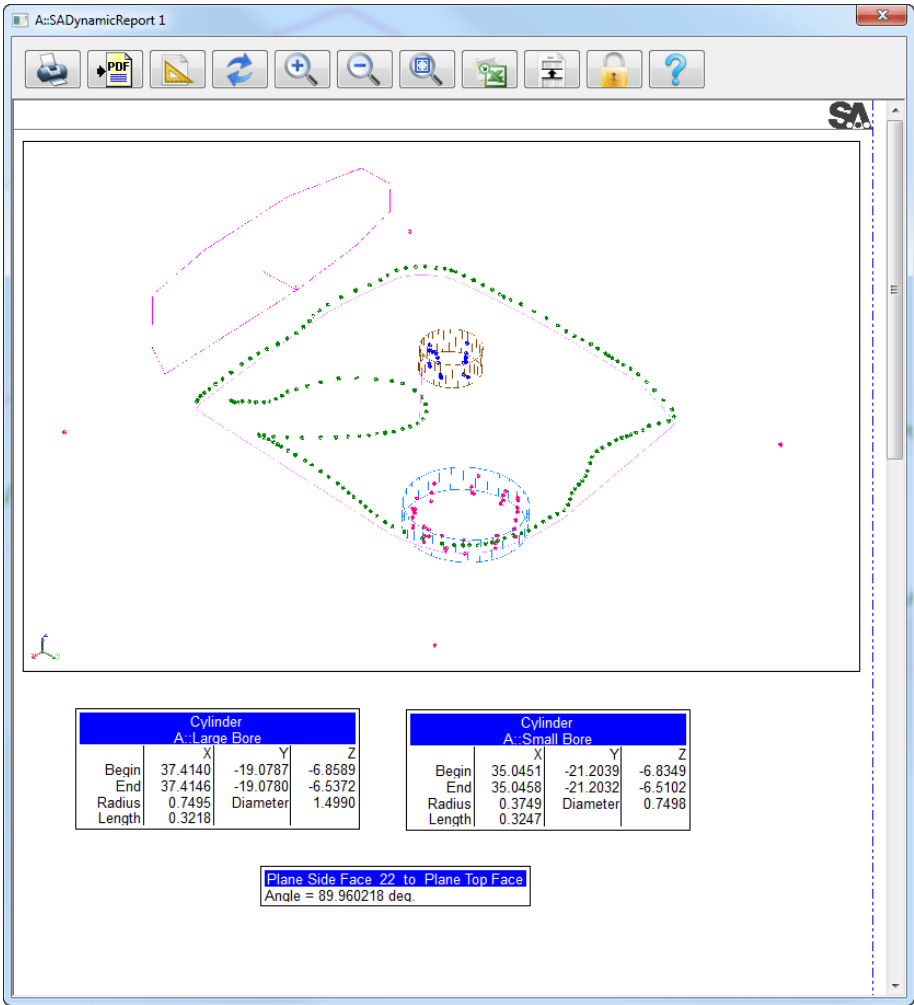 A::SADynamicReport 1
PDF
SA
Cylinder
A::Large Bore
X Y Z
Begin 37.4140 -19.0787 -6.8589
End 37.4146 -19.0780 -6.5372
Radius 0.7495 Diameter 1.4990
Length 0.3218
Cylinder
A::Small Bore
X Y Z
Begin 35.0451 -21.2039 -6.8349
End 35.0458 -21.2032 -6.5102
Radius 0.3749 Diameter 0.7498
Length 0.3247
Plane Side Face 22 to Plane Top Face
Angle = 89.960218 deg.